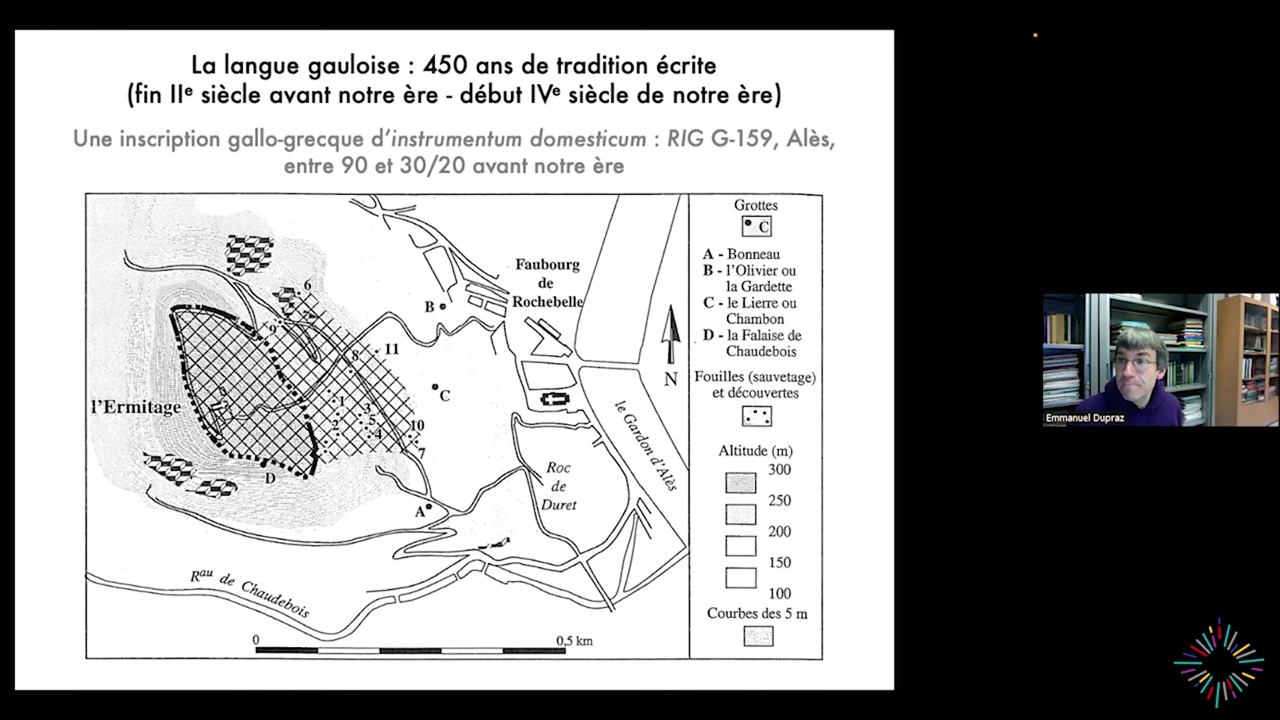 La langue gauloise : 450 ans de tradition écrite
(fin IIᵉ siècle avant notre ère - début IVᵉ siècle de notre ère)
Une inscription gallo-grecque d'instrumentum domesticum : RIG G-159, Alès,
entre 90 et 30/20 avant notre ère
Grottes
C
A - Bonneau
B - l'Olivier ou
la Gardette
C - le Lierre ou
Chambon
D - la Falaise de
Chaudebois
Fouilles (sauvetage)
et découvertes
Altitude (m)
300
250
200
150
100
Courbes des 5 m
Faubourg
de
Rochebelle
6
B
9
8
11
N
C
l'Ermitage
1
3
5
2
4
10
7
le Gardon d'Alès
D
Roc
de
Duret
A
Rau de Chaudebois
0
0,5 km
Emmanuel Dupraz